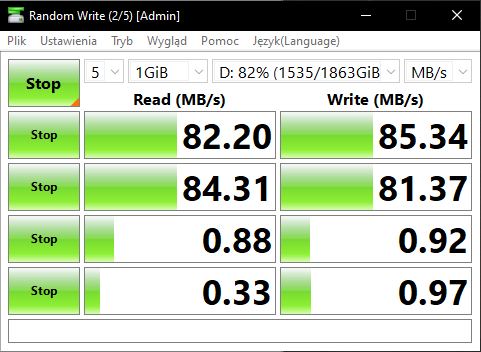 Random Write (2/5) [Admin]
Plik Ustawienia Tryb Wygląd Pomoc Język(Language)
Stop 5 1GiB D: 82% (1535/1863GiB MB/s
Read (MB/s) Write (MB/s)
Stop 82.20 85.34
Stop 84.31 81.37
Stop 0.88 0.92
Stop 0.33 0.97